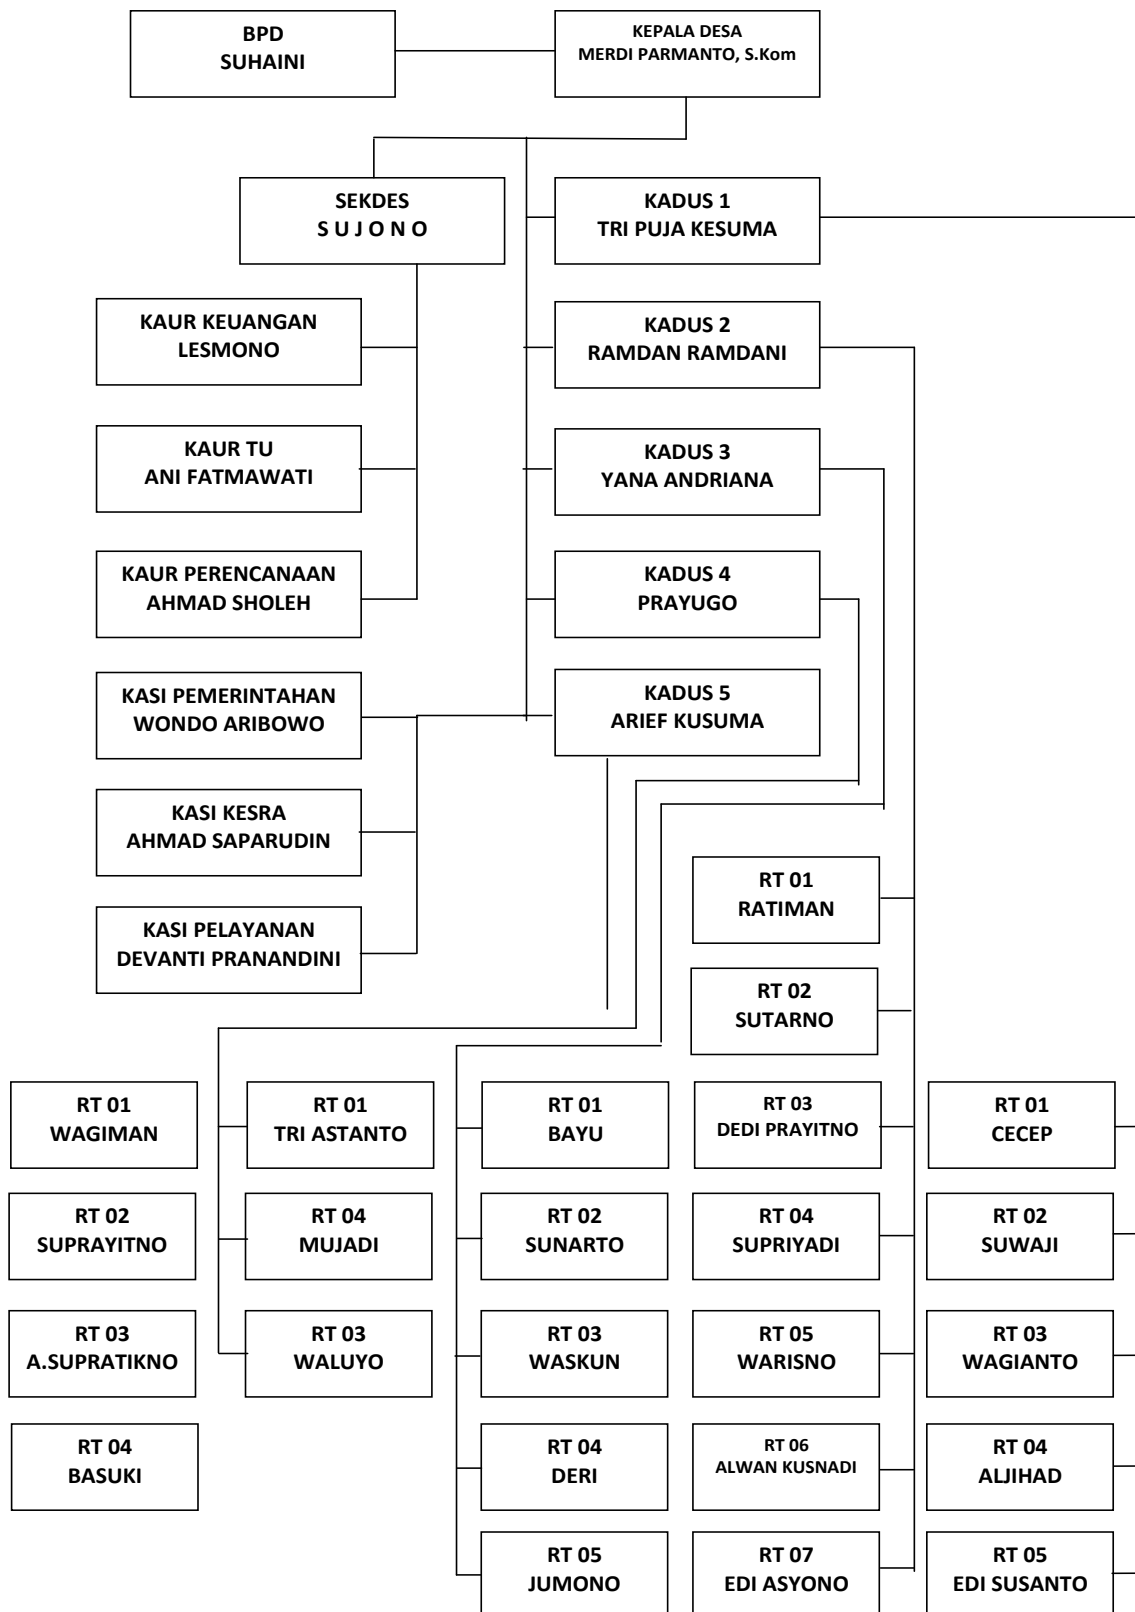 BPD
SUHAINI
KEPALA DESA
MERDI PARMANTO, S.Kom
SEKDES
S U J O N O
KADUS 1
TRI PUJA KESUMA
KAUR KEUANGAN
LESMONO
KADUS 2
RAMDAN RAMDANI
KAUR TU
ANI FATMAWATI
KADUS 3
YANA ANDRIANA
KAUR PERENCANAAN
AHMAD SHOLEH
KADUS 4
PRAYUGO
KASI PEMERINTAHAN
WONDO ARIBOWO
KADUS 5
ARIEF KUSUMA
KASI KESRA
AHMAD SAPARUDIN
RT 01
RATIMAN
KASI PELAYANAN
DEVANTI PRANANDINI
RT 02
SUTARNO
RT 01
WAGIMAN
RT 01
TRI ASTANTO
RT 01
BAYU
RT 03
DEDI PRAYITNO
RT 01
CECEP
RT 02
SUPRAYITNO
RT 04
MUJADI
RT 02
SUNARTO
RT 04
SUPRIYADI
RT 02
SUWAJI
RT 03
A.SUPRATIKNO
RT 03
WALUYO
RT 03
WASKUN
RT 05
WARISNO
RT 03
WAGIANTO
RT 04
BASUKI
RT 04
DERI
RT 06
ALWAN KUSNADI
RT 04
ALJIHAD
RT 05
JUMONO
RT 07
EDI ASYONO
RT 05
EDI SUSANTO